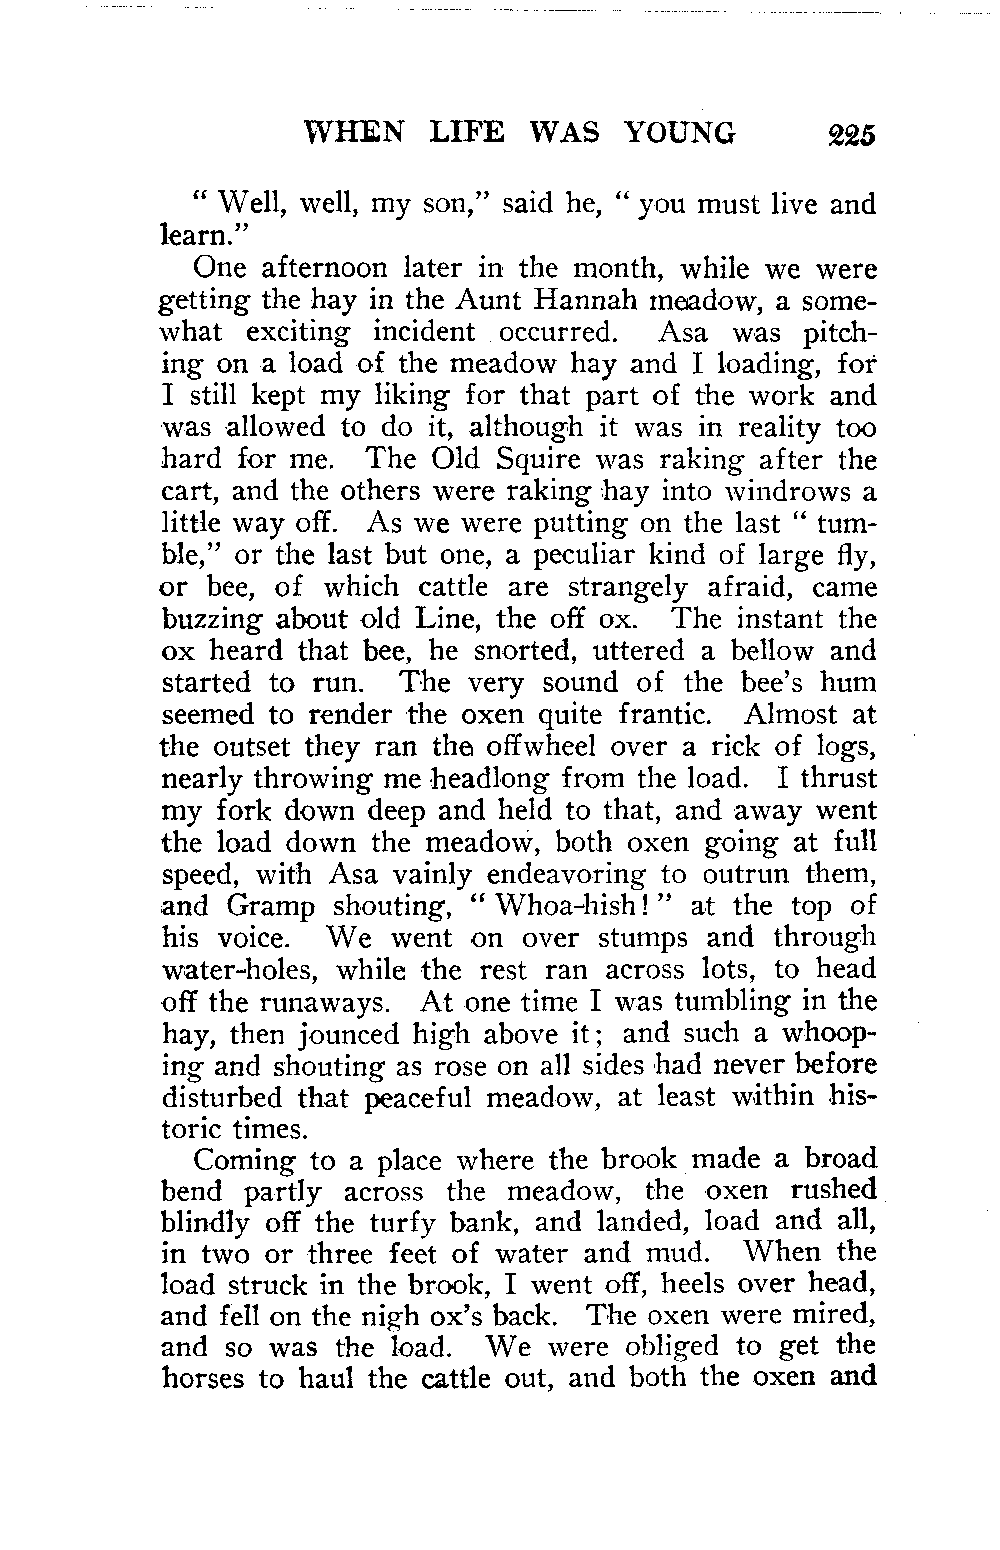 WHEN LIFE WAS YOUNG 225
“ Well, well, my son,” said he, “ you must live and
learn.”
One afternoon later in the month, while we were
getting the hay in the Aunt Hannah meadow, a some-
what exciting incident occurred. Asa was pitch-
ing on a load of the meadow hay and I loading, for
I still kept my liking for that part of the work and
was allowed to do it, although it was in reality too
hard for me. The Old Squire was raking after the
cart, and the others were raking hay into windrows a
little way off. As we were putting on the last “ tum-
ble,” or the last but one, a peculiar kind of large fly,
or bee, of which cattle are strangely afraid, came
buzzing about old Line, the off ox. The instant the
ox heard that bee, he snorted, uttered a bellow and
started to run. The very sound of the bee’s hum
seemed to render the oxen quite frantic. Almost at
the outset they ran the offwheel over a rick of logs,
nearly throwing me headlong from the load. I thrust
my fork down deep and held to that, and away went
the load down the meadow, both oxen going at full
speed, with Asa vainly endeavoring to outrun them,
and Gramp shouting, “ Whoa-hish! ” at the top of
his voice. We went on over stumps and through
water-holes, while the rest ran across lots, to head
off the runaways. At one time I was tumbling in the
hay, then jounced high above it; and such a whoop-
ing and shouting as rose on all sides had never before
disturbed that peaceful meadow, at least within his-
toric times.
Coming to a place where the brook made a broad
bend partly across the meadow, the oxen rushed
blindly off the turfy bank, and landed, load and all,
in two or three feet of water and mud. When the
load struck in the brook, I went off, heels over head,
and fell on the nigh ox’s back. The oxen were mired,
and so was the load. We were obliged to get the
horses to haul the cattle out, and both the oxen and